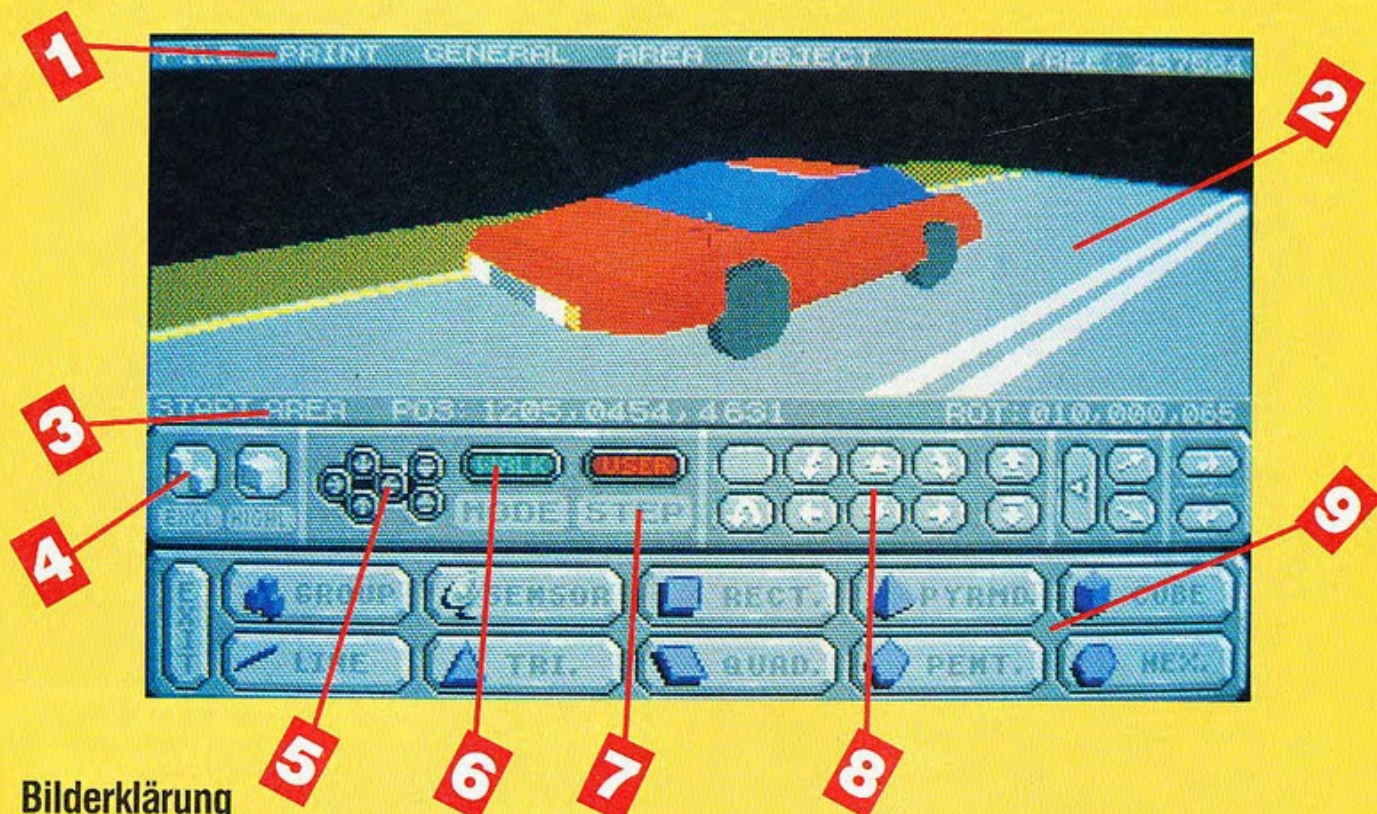 1
PRINT GENERAL AREA OBJECT
2
3
START AREA POS: 1205,0454,4631 ROT: 010,000,065
4
WALK USER
EXCL
MODE STEP
9
EXIT
GROUP SENSOR RECT. PYRMD. CUBE
LINE TRI. QUAD. PENT. HEX.
5 6 7 8
Bilderklärung